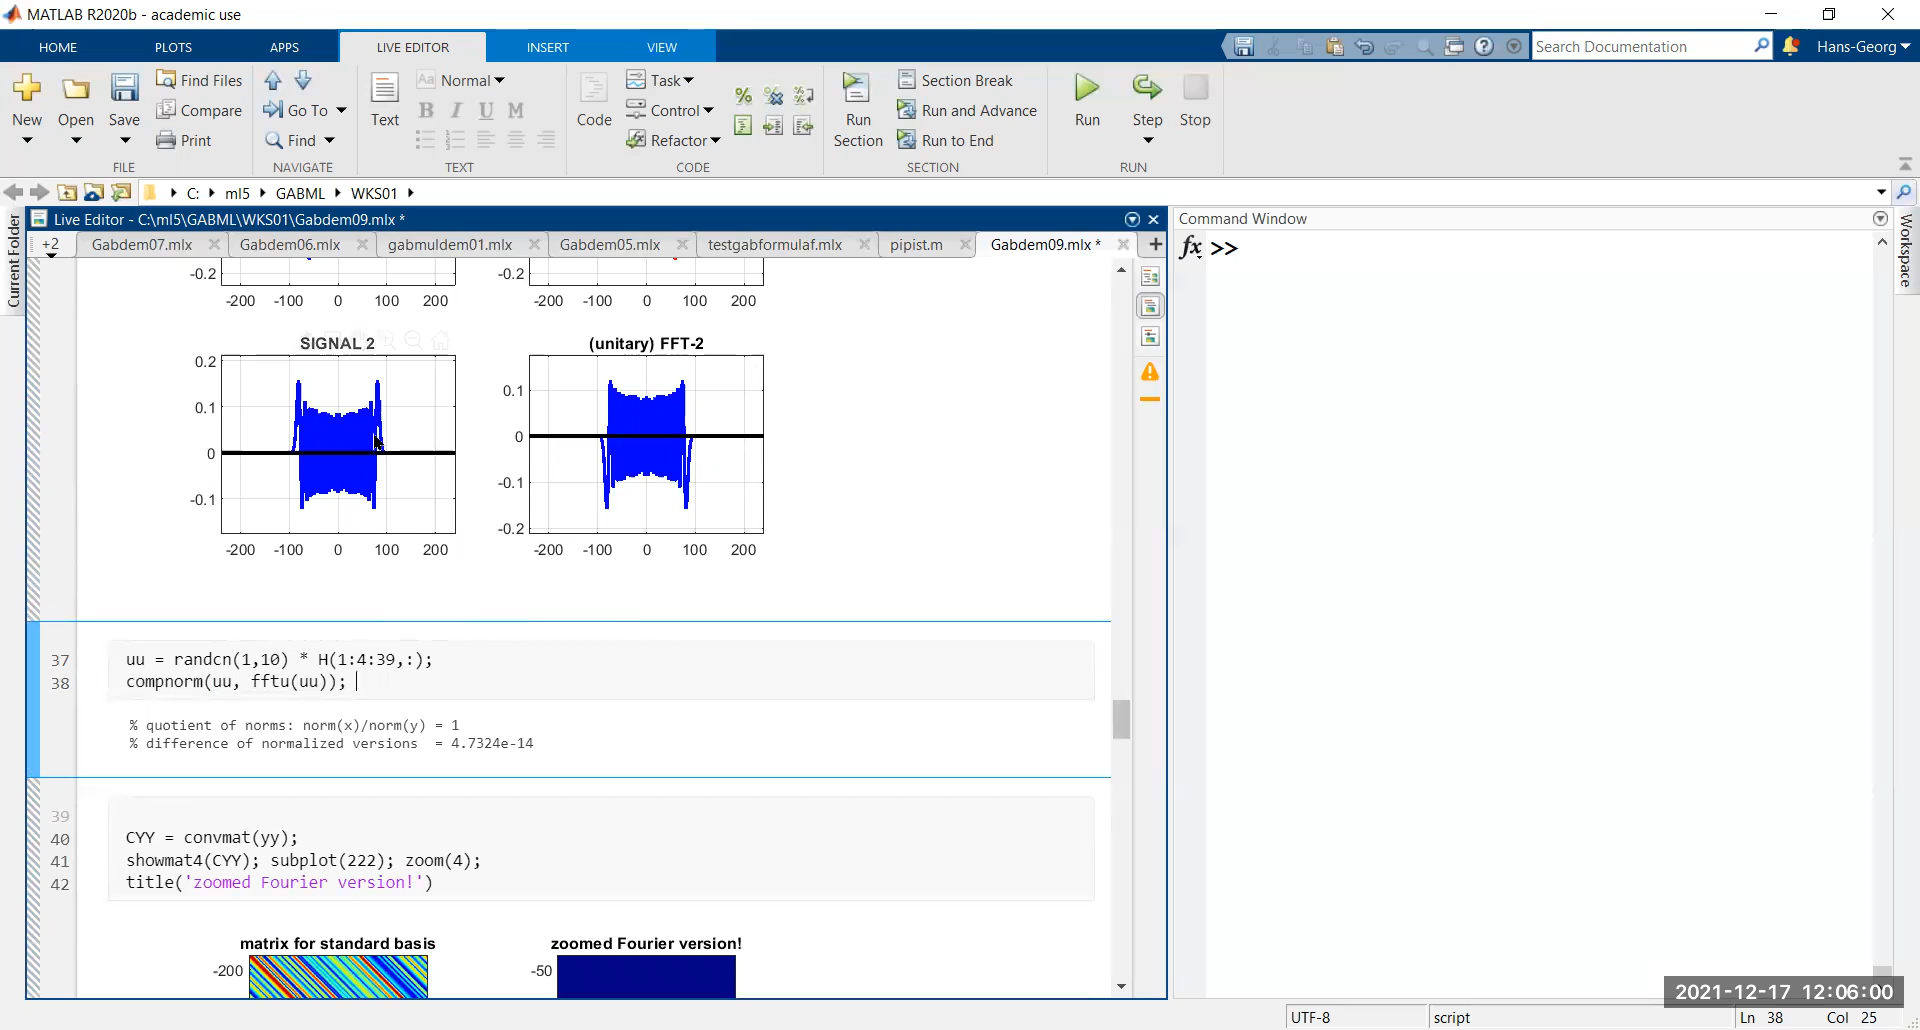 MATLAB R2020b - academic use
HOME PLOTS APPS LIVE EDITOR INSERT VIEW Search Documentation Hans-Georg
New Open Save Find Files Compare Print
FILE
Go To Find
NAVIGATE
Text Aa Normal
B I U M
TEXT
Code Task Control Refactor
CODE
Run Section Section Break Run and Advance Run to End
SECTION
Run Step Stop
RUN
C: ml5 GABML WKS01
Current Folder
Live Editor - C:\ml5\GABML\WKS01\Gabdem09.mlx *
+2 Gabdem07.mlx Gabdem06.mlx gabmuldem01.mlx Gabdem05.mlx testgabformulaf.mlx pipist.m Gabdem09.mlx * +
-0.2 -0.2
-200 -100 0 100 200 -200 -100 0 100 200
SIGNAL 2 (unitary) FFT-2
0.2
0.1 0.1
0 0
-0.1 -0.1
-0.2
-200 -100 0 100 200 -200 -100 0 100 200
37 uu = randcn(1,10) * H(1:4:39,:);
38 compnorm(uu, fftu(uu));
% quotient of norms: norm(x)/norm(y) = 1
% difference of normalized versions = 4.7324e-14
39
40 CYY = convmat(yy);
41 showmat4(CYY); subplot(222); zoom(4);
42 title('zoomed Fourier version!')
matrix for standard basis zoomed Fourier version!
-200 -50
Command Window
fx >>
Workspace
2021-12-17 12:06:00
UTF-8 script Ln 38 Col 25